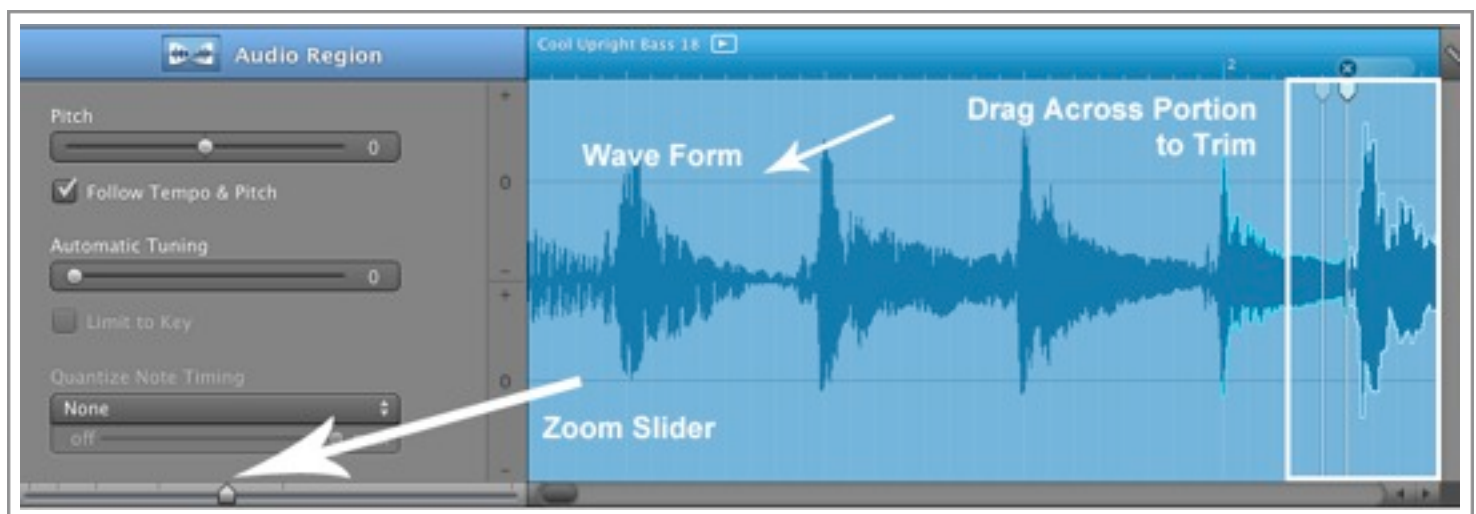 Audio Region
Cool Upright Bass 18
2
Pitch
0
Follow Tempo & Pitch
Automatic Tuning
0
Limit to Key
Quantize Note Timing
None
off
+
0
-
+
0
-
Wave Form
Drag Across Portion
to Trim
Zoom Slider